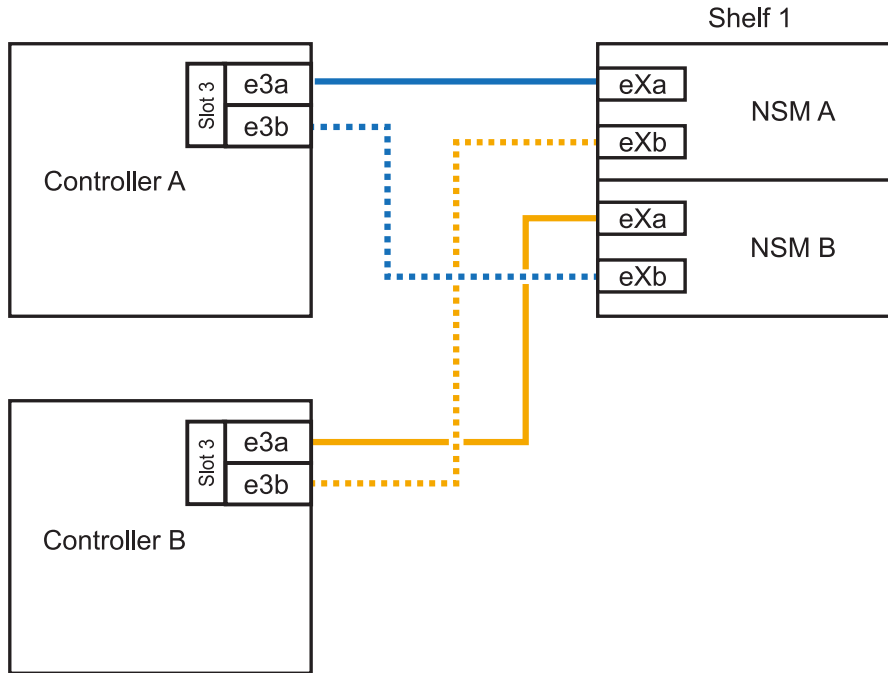 Shelf 1
Slot 3
e3a
e3b
Controller A
eXa
eXb
NSM A
eXa
eXb
NSM B
Slot 3
e3a
e3b
Controller B